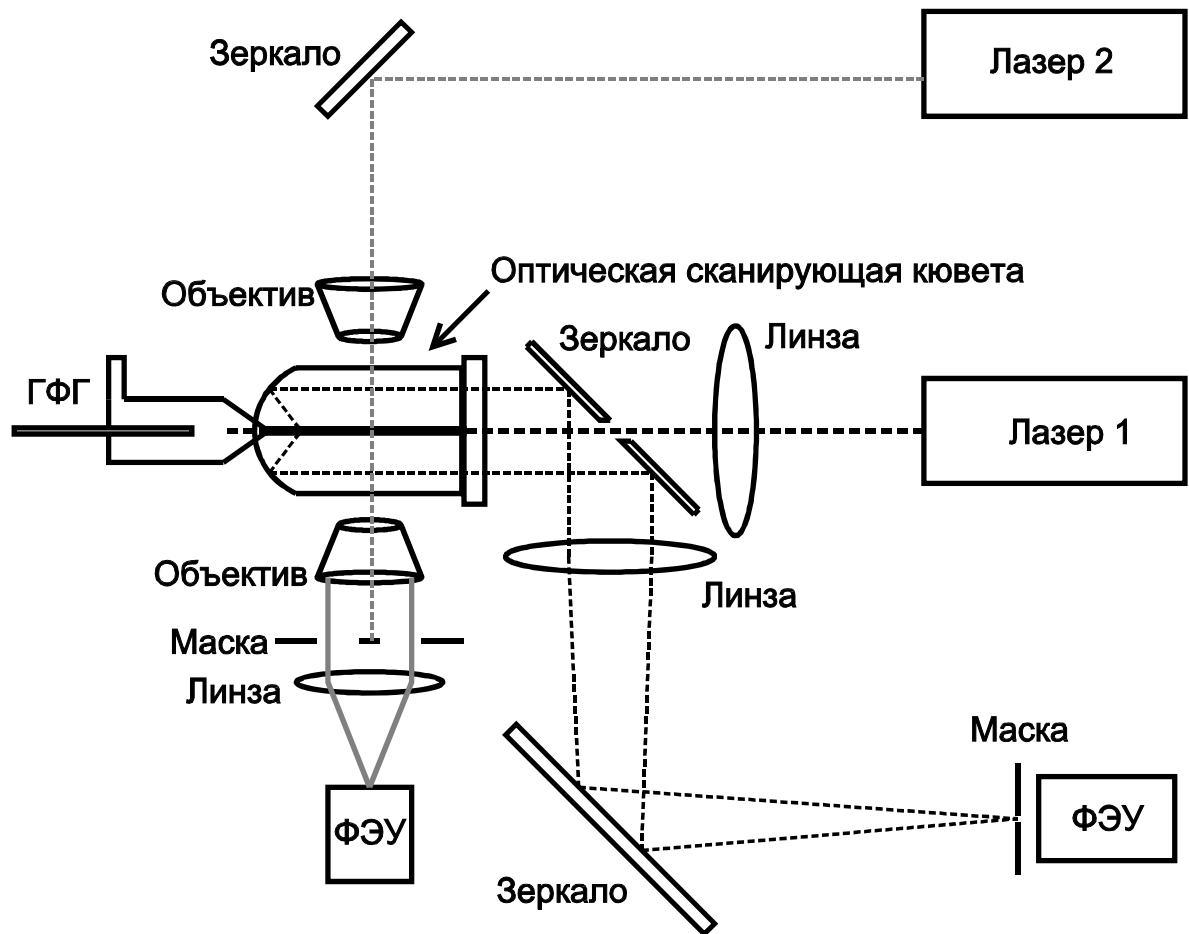 Зеркало
Лазер 2
Оптическая сканирующая кювета
Объектив
Зеркало
Линза
ГФГ
Лазер 1
Объектив
Линза
Маска
Линза
Маска
ФЭУ
ФЭУ
Зеркало